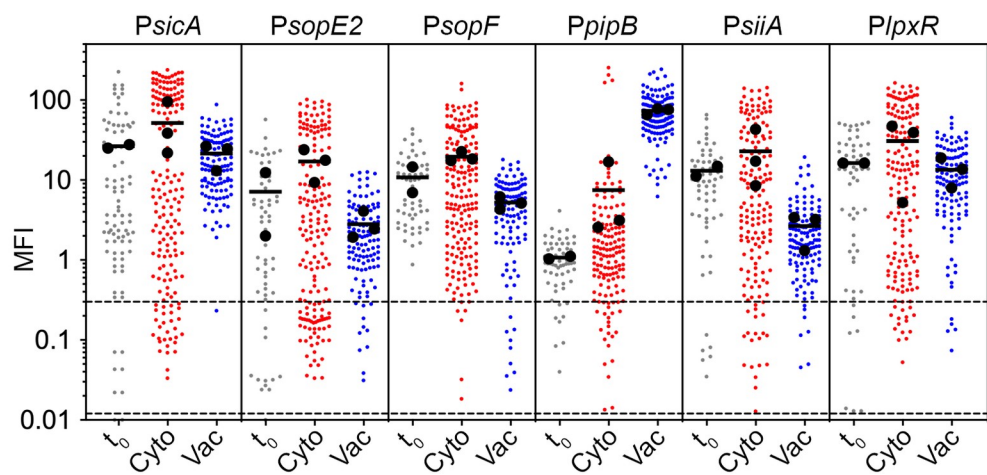 PsicA PsopE2 PsopF PpipB PsiiA PlpxR
MFI
100
10
1
0.1
0.01
t0 Cyto Vac t0 Cyto Vac t0 Cyto Vac t0 Cyto Vac t0 Cyto Vac t0 Cyto Vac